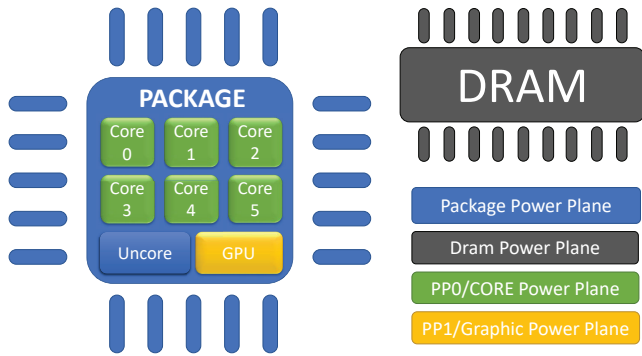 PACKAGE
Core
0
Core
1
Core
2
Core
3
Core
4
Core
5
Uncore
GPU
DRAM
Package Power Plane
Dram Power Plane
PP0/CORE Power Plane
PP1/Graphic Power Plane